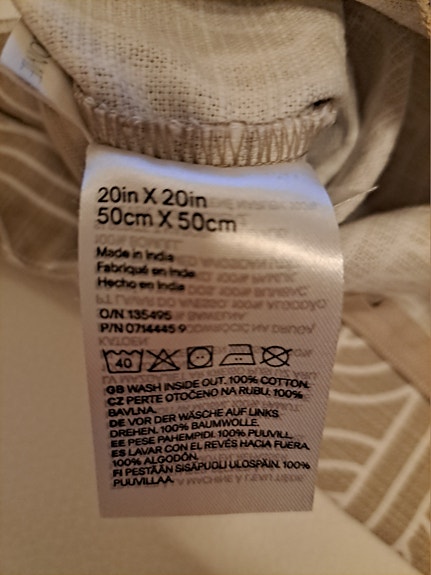 20in X 20in
50cm X 50cm
Made in India
Fabriqué en Inde
Hecho en India
O/N 135495
P/N 0714445 9
40
GB WASH INSIDE OUT. 100% COTTON.
CZ PERTE OTOČENO NA RUBU. 100%
BAVLNA.
DE VOR DER WÄSCHE AUF LINKS
DREHEN. 100% BAUMWOLLE.
EE PESE PAHEMPIDI. 100% PUUVILL.
ES LAVAR CON EL REVÉS HACIA FUERA.
100% ALGODÓN.
FI PESTÄÄN SISÄPUOLI ULOSPÄIN. 100%
PUUVILLAA.